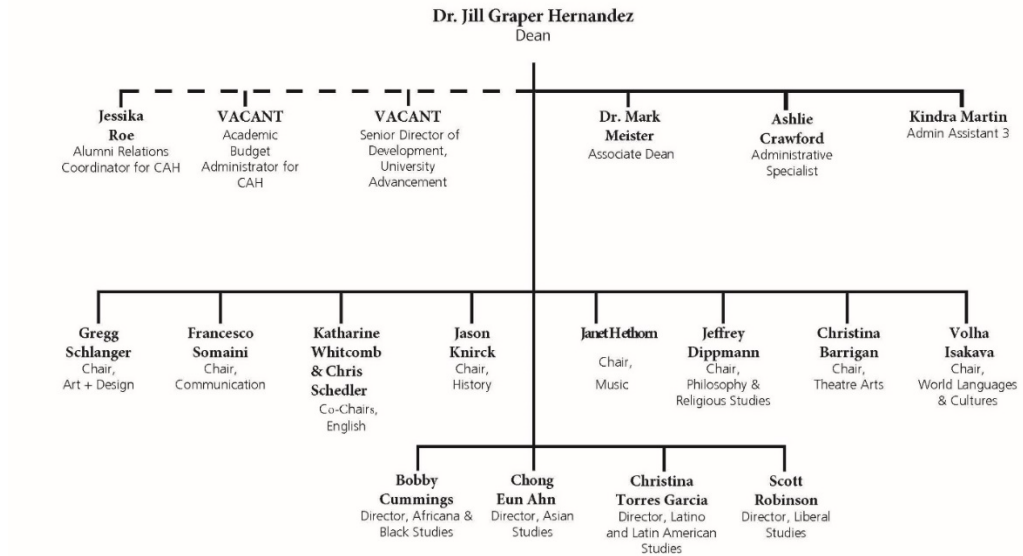 Dr. Jill Graper Hernandez
Dean
Jessika
Roe
Alumni Relations
Coordinator for CAH
VACANT
Academic
Budget
Administrator for
CAH
VACANT
Senior Director of
Development,
University
Advancement
Dr. Mark
Meister
Associate Dean
Ashlie
Crawford
Administrative
Specialist
Kindra Martin
Admin Assistant 3
Gregg
Schlanger
Chair,
Art + Design
Francesco
Somaini
Chair,
Communication
Katharine
Whitcomb
& Chris
Schedler
Co-Chairs,
English
Jason
Knirck
Chair,
History
Janet Hethorn
Chair,
Music
Jeffrey
Dippmann
Chair,
Philosophy &
Religious Studies
Christina
Barrigan
Chair,
Theatre Arts
Volha
Isakava
Chair,
World Languages
& Cultures
Bobby
Cummings
Director, Africana &
Black Studies
Chong
Eun Ahn
Director, Asian
Studies
Christina
Torres Garcia
Director, Latino
and Latin American
Studies
Scott
Robinson
Director, Liberal
Studies